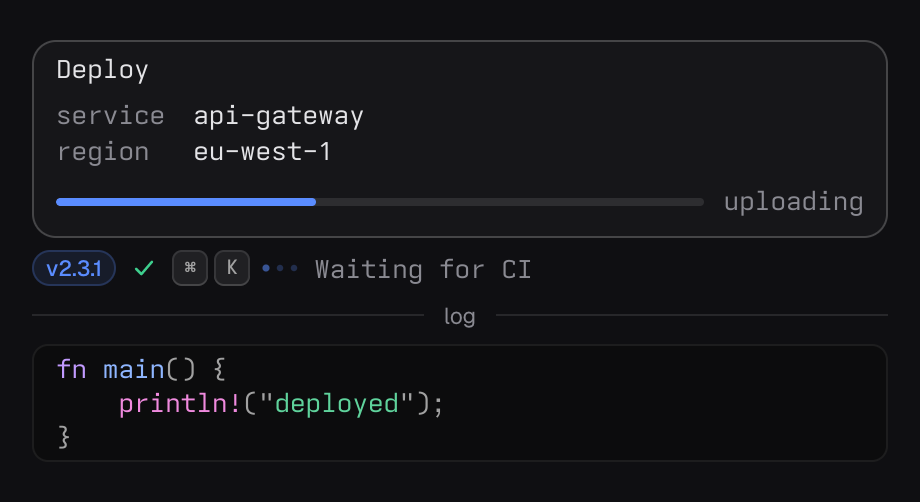 Deploy
service api-gateway
region eu-west-1
uploading
v2.3.1 ✓ ⌘ K ••• Waiting for CI
log
fn main() {
    println!("deployed");
}